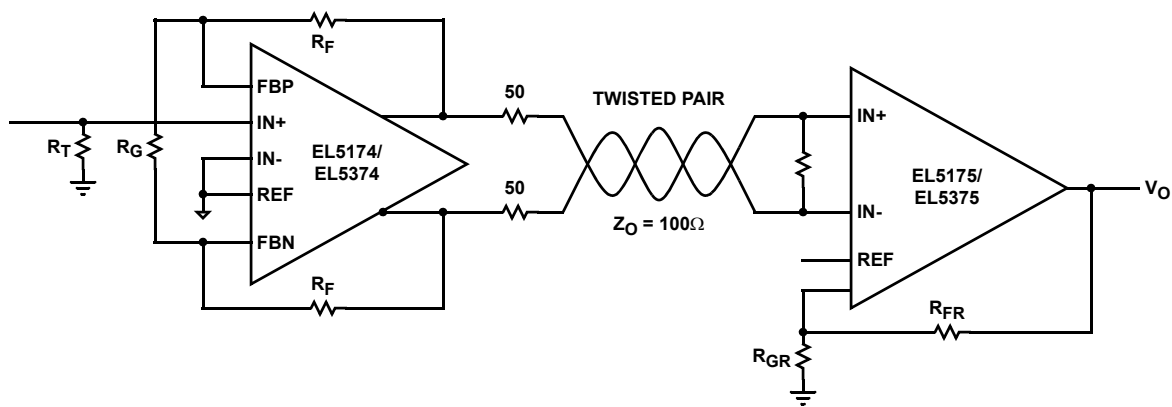 R_F
50
TWISTED PAIR
FBP
IN+
IN+
R_T
R_G
IN-
EL5174/
EL5374
EL5175/
EL5375
V_O
REF
50
IN-
Z_O = 100Ω
FBN
REF
R_F
R_FR
R_GR